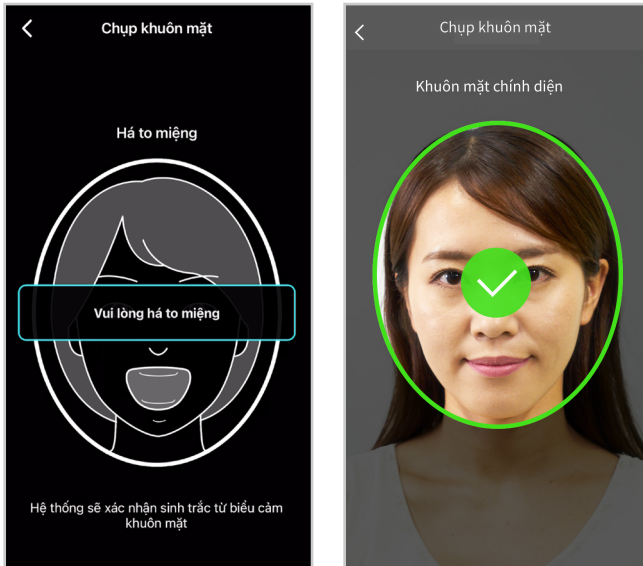 Chụp khuôn mặt
Há to miệng
Vui lòng há to miệng
Hệ thống sẽ xác nhận sinh trắc từ biểu cảm
khuôn mặt
Chụp khuôn mặt
Khuôn mặt chính diện